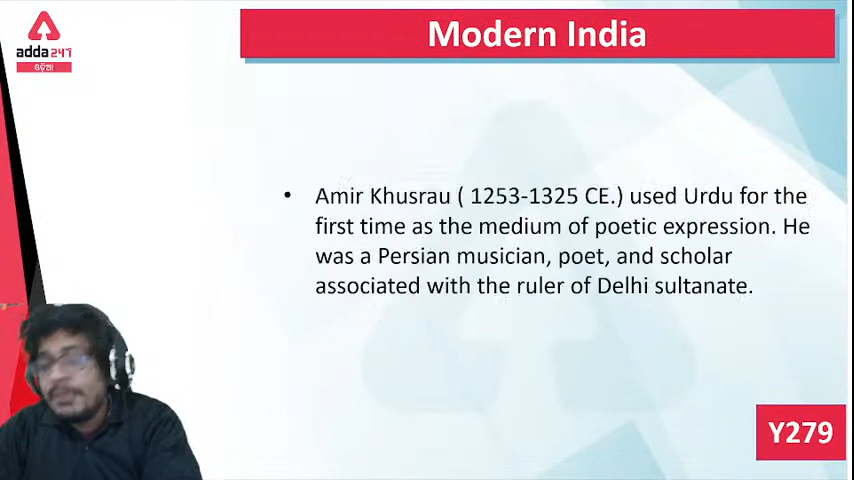 Modern India
adda247
ଓଡ଼ିଆ
• Amir Khusrau ( 1253-1325 CE.) used Urdu for the
first time as the medium of poetic expression. He
was a Persian musician, poet, and scholar
associated with the ruler of Delhi sultanate.
Y279